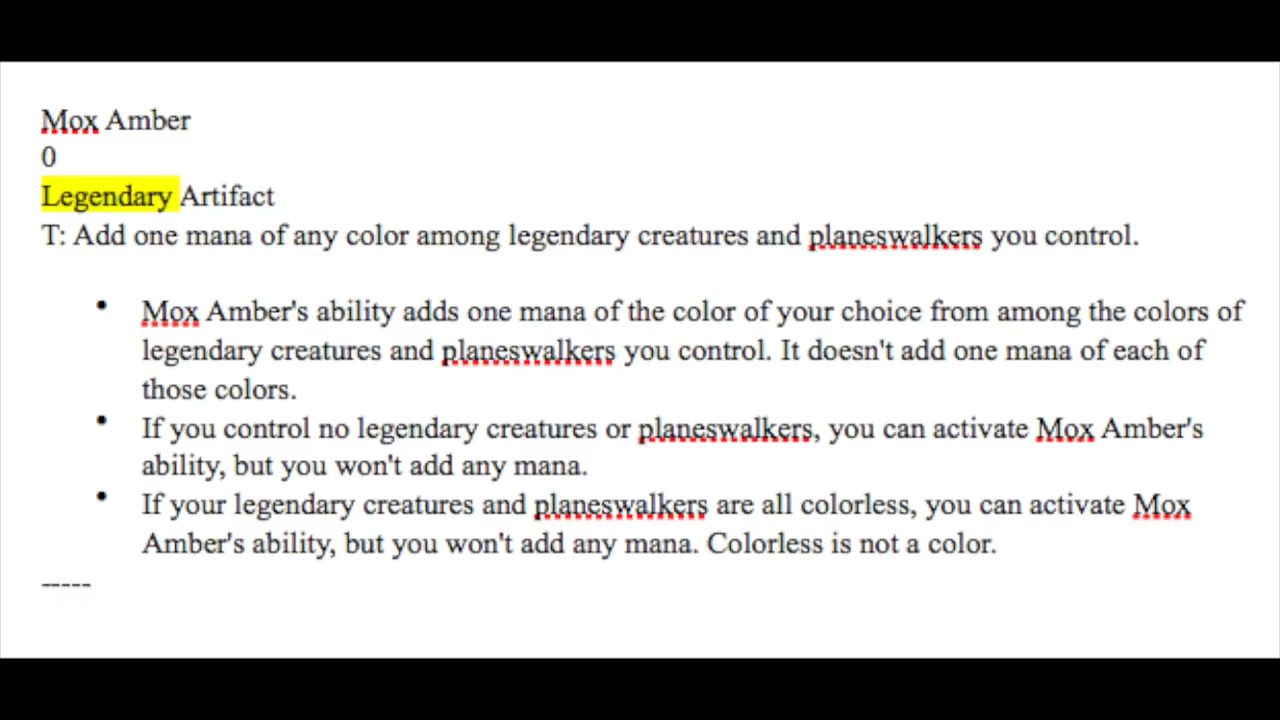 Mox Amber
0
Legendary Artifact
T: Add one mana of any color among legendary creatures and planeswalkers you control.
• Mox Amber's ability adds one mana of the color of your choice from among the colors of
legendary creatures and planeswalkers you control. It doesn't add one mana of each of
those colors.
• If you control no legendary creatures or planeswalkers, you can activate Mox Amber's
ability, but you won't add any mana.
• If your legendary creatures and planeswalkers are all colorless, you can activate Mox
Amber's ability, but you won't add any mana. Colorless is not a color.
-----